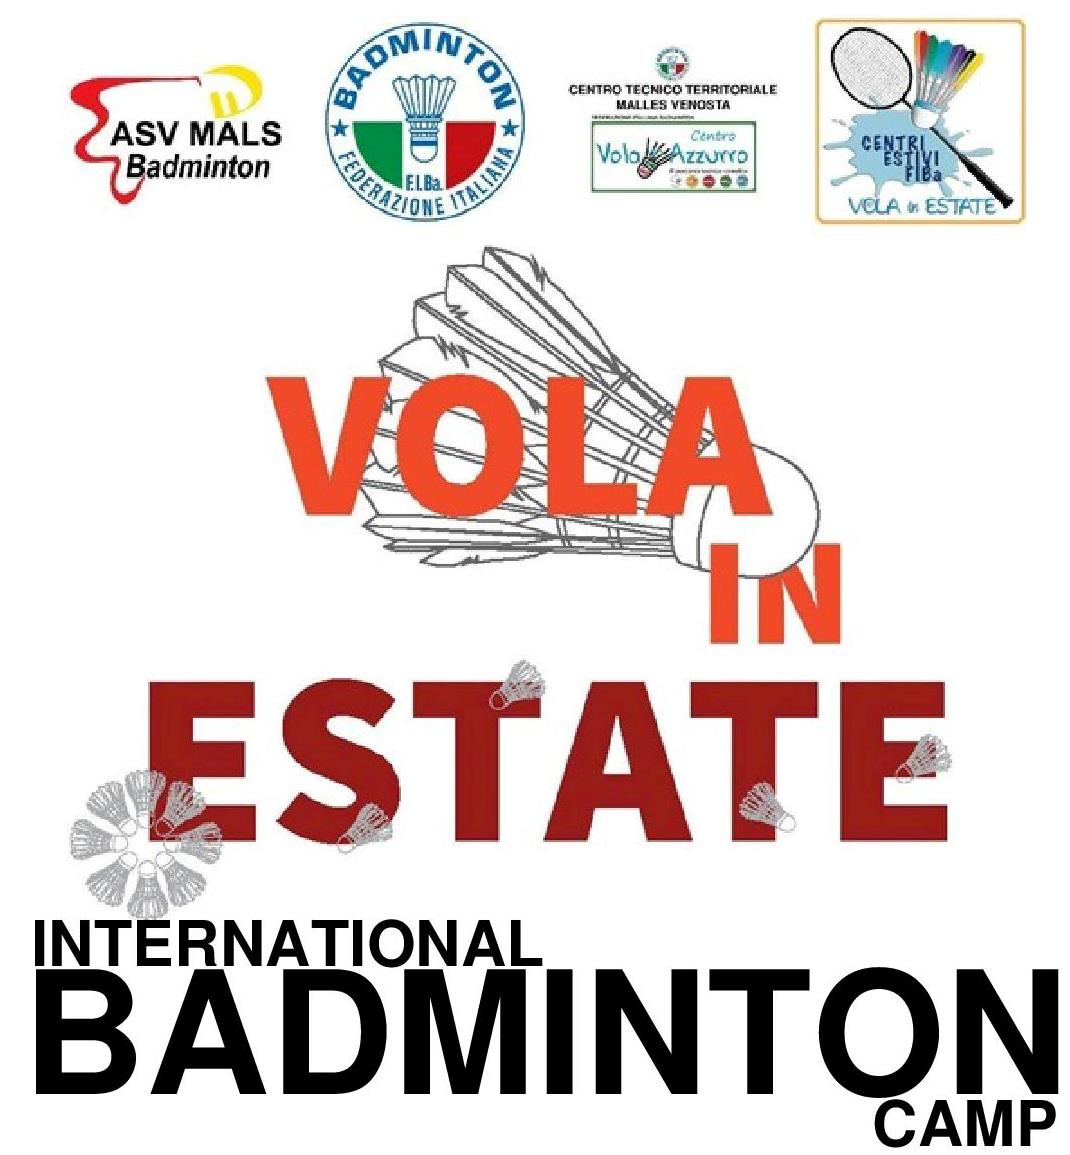 ASV MALS
Badminton
BADMINTON
F.I.Ba.
FEDERAZIONE ITALIANA
CENTRO TECNICO TERRITORIALE
MALLES VENOSTA
Centro
Vola Azzurro
CENTRI
ESTIVI
FIBa
VOLA in ESTATE
VOLA
IN
ESTATE
INTERNATIONAL
BADMINTON
CAMP